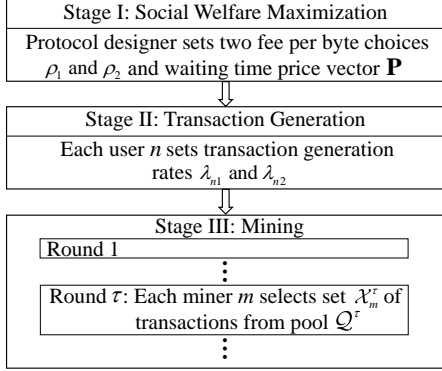 Stage I: Social Welfare Maximization
Protocol designer sets two fee per byte choices
ρ₁ and ρ₂ and waiting time price vector 𝐏
Stage II: Transaction Generation
Each user n sets transaction generation
rates λₙ₁ and λₙ₂
Stage III: Mining
Round 1
⋮
Round τ: Each miner m selects set 𝒳ₘ^τ of
transactions from pool 𝒬^τ
⋮